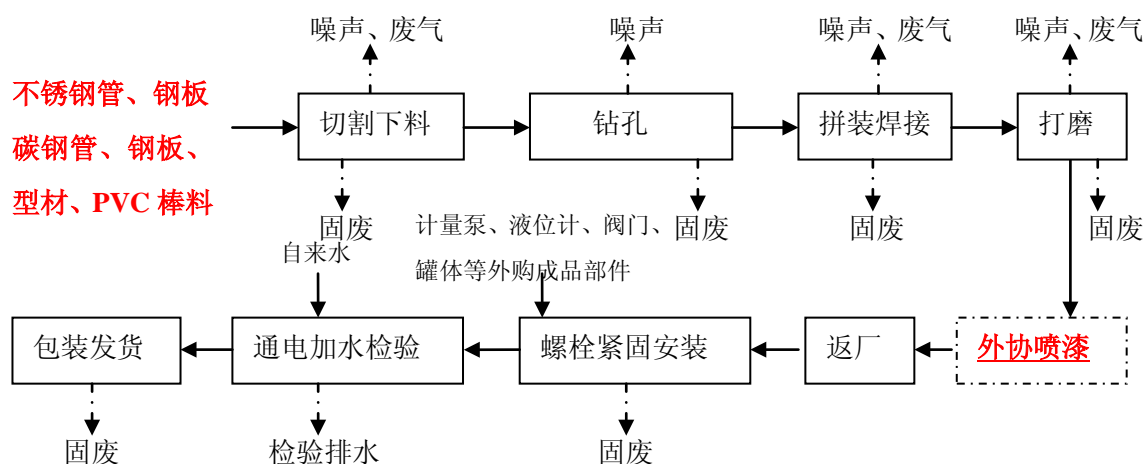 噪声、废气
噪声
噪声、废气
噪声、废气
不锈钢管、钢板
碳钢管、钢板、
型材、PVC 棒料
切割下料
钻孔
拼装焊接
打磨
固废
计量泵、液位计、阀门、
罐体等外购成品部件
固废
固废
固废
自来水
包装发货
通电加水检验
螺栓紧固安装
返厂
外协喷漆
固废
检验排水
固废